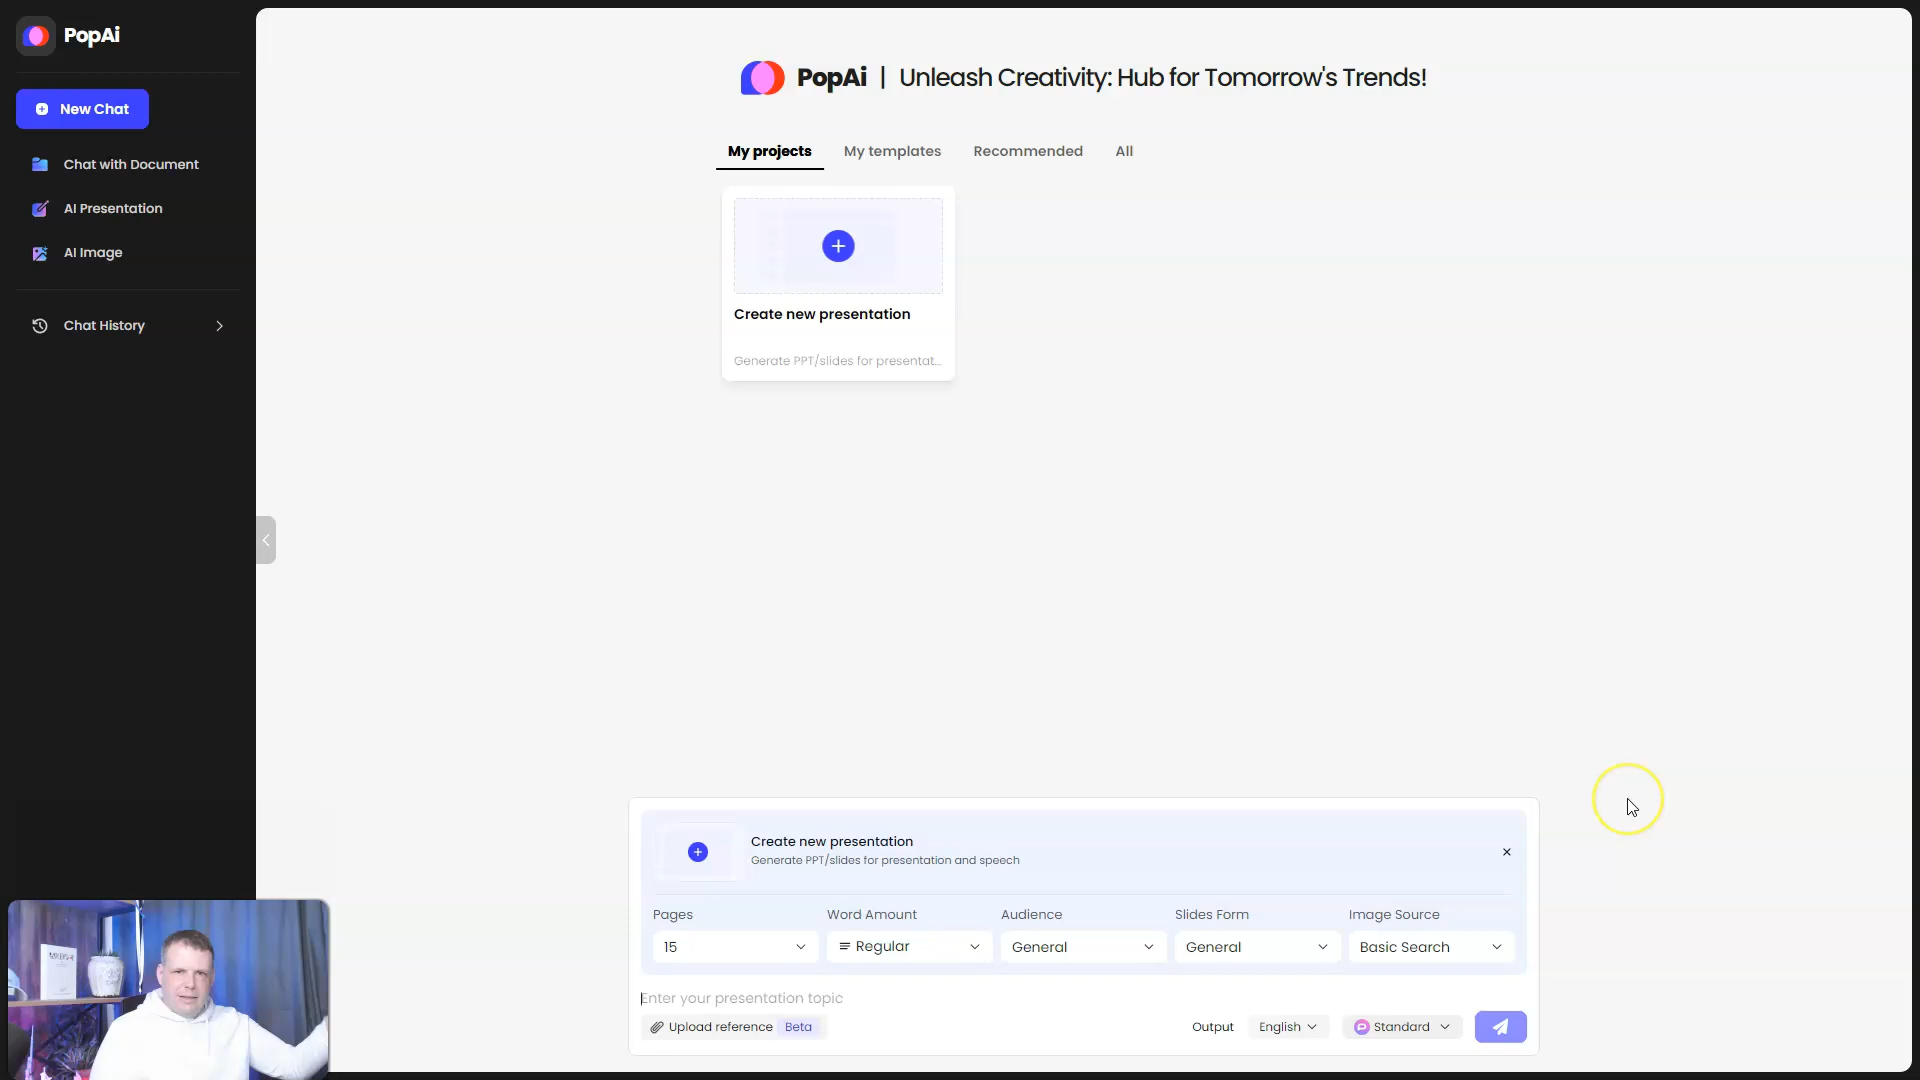 PopAi
New Chat
Chat with Document
AI Presentation
AI Image
Chat History
PopAi | Unleash Creativity: Hub for Tomorrow's Trends!
My projects My templates Recommended All
Create new presentation
Generate PPT/slides for presentat...
Create new presentation
Generate PPT/slides for presentation and speech
Pages Word Amount Audience Slides Form Image Source
15 Regular General General Basic Search
Enter your presentation topic
Upload reference Beta
Output English Standard